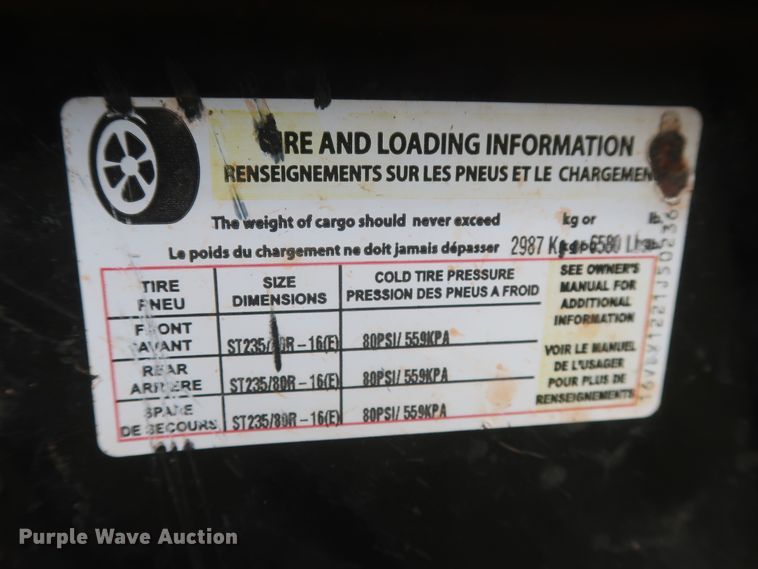 TIRE AND LOADING INFORMATION
RENSEIGNEMENTS SUR LES PNEUS ET LE CHARGEMENT
The weight of cargo should never exceed kg or lb
Le poids du chargement ne doit jamais dépasser 2987 Kg or 6580 Lb
TIRE SIZE COLD TIRE PRESSURE
PNEU DIMENSIONS PRESSION DES PNEUS A FROID
FRONT
AVANT ST235/80R-16(E) 80PSI/559KPA
REAR
ARRIERE ST235/80R-16(E) 80PSI/559KPA
SPARE
DE SECOURS ST235/80R-16(E) 80PSI/559KPA
SEE OWNER'S
MANUAL FOR
ADDITIONAL
INFORMATION
VOIR LE MANUEL
DE L'USAGER
POUR PLUS DE
RENSEIGNEMENTS
Purple Wave Auction